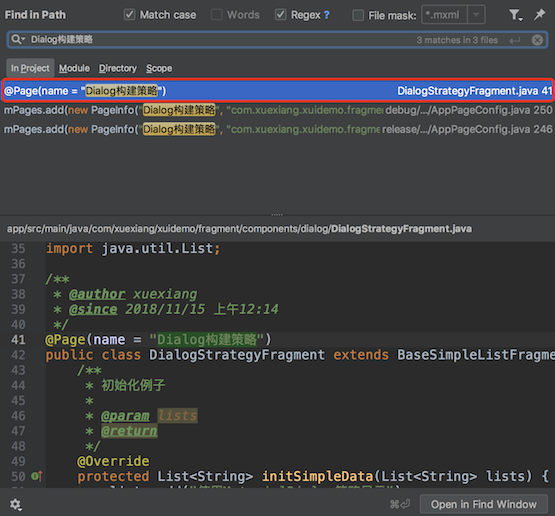 Find in Path Match case Words Regex ? File mask: *.mxml
Dialog构建策略 3 matches in 3 files
In Project Module Directory Scope
@Page(name = "Dialog构建策略") DialogStrategyFragment.java 41
mPages.add(new PageInfo("Dialog构建策略", "com.xuexiang.xuidemo.fragme debug/.../AppPageConfig.java 250
mPages.add(new PageInfo("Dialog构建策略", "com.xuexiang.xuidemo.fragme release/.../AppPageConfig.java 246
app/src/main/java/com/xuexiang/xuidemo/fragment/components/dialog/DialogStrategyFragment.java
35 import java.util.List;
36
37 /**
38 * @author xuexiang
39 * @since 2018/11/15 上午12:14
40 */
41 @Page(name = "Dialog构建策略")
42 public class DialogStrategyFragment extends BaseSimpleListFragme
43 /**
44 * 初始化例子
45 *
46 * @param lists
47 * @return
48 */
49 @Override
50 protected List<String> initSimpleData(List<String> lists) {
⌘⏎ Open in Find Window